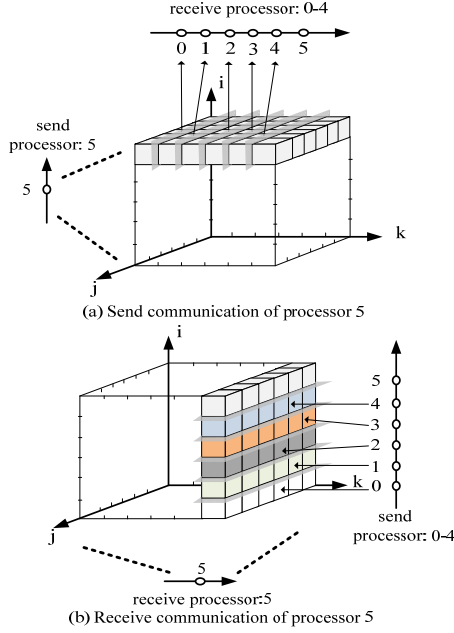 receive processor: 0-4
0 1 2 3 4 5
i
send
processor: 5
5
k
j
(a) Send communication of processor 5
i
5
4
3
2
1
k 0
j
send
processor: 0-4
5
receive processor:5
(b) Receive communication of processor 5